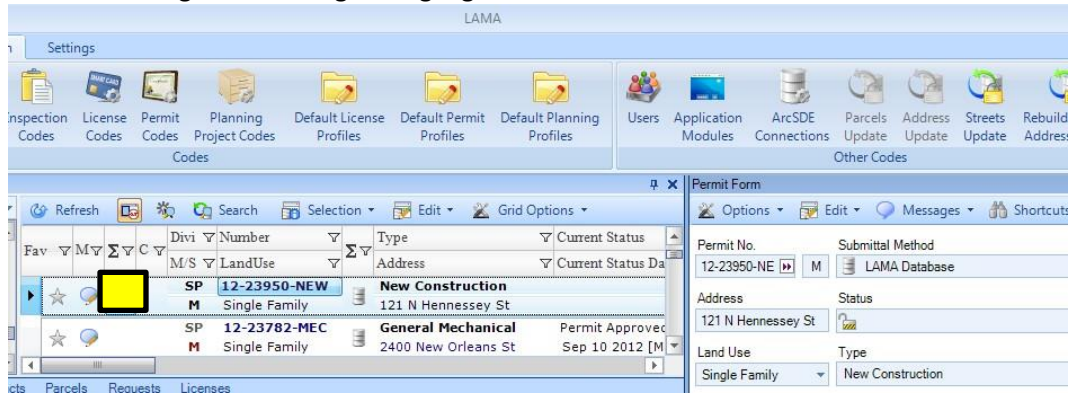 LAMA
Settings
Inspection Codes
License Codes
Permit Codes
Planning Project Codes
Default License Profiles
Default Permit Profiles
Default Planning Profiles
Users
Application Modules
ArcSDE Connections
Parcels Update
Address Update
Streets Update
Rebuild Addres
Codes
Other Codes
Refresh Search Selection Edit Grid Options
Fav M Σ C Divi Number Σ Type Current Status
M/S LandUse Address Current Status Da
SP 12-23950-NEW New Construction
M Single Family 121 N Hennessey St
SP 12-23782-MEC General Mechanical Permit Approved
M Single Family 2400 New Orleans St Sep 10 2012 [M
cts Parcels Requests Licenses
Permit Form
Options Edit Messages Shortcuts
Permit No. Submittal Method
12-23950-NE M LAMA Database
Address Status
121 N Hennessey St
Land Use Type
Single Family New Construction